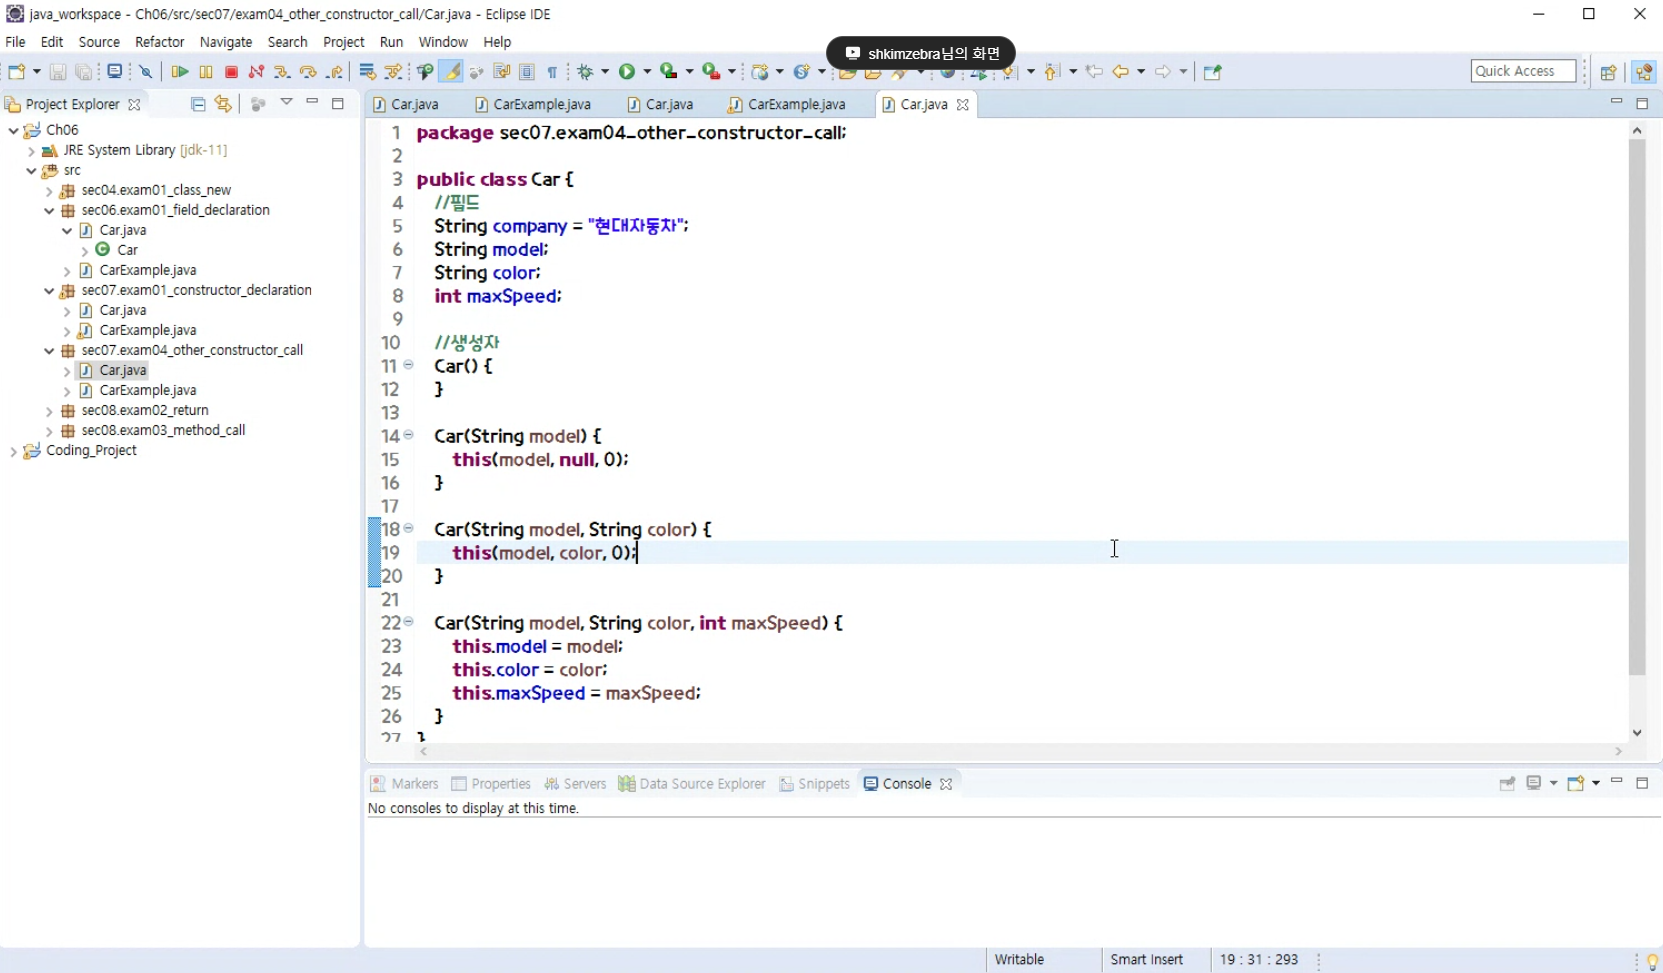 java_workspace - Ch06/src/sec07/exam04_other_constructor_call/Car.java - Eclipse IDE
File Edit Source Refactor Navigate Search Project Run Window Help
shkimzebra님의 화면
Quick Access
Project Explorer
Car.java CarExample.java Car.java CarExample.java Car.java
Ch06
JRE System Library [jdk-11]
src
sec04.exam01_class_new
sec06.exam01_field_declaration
Car.java
Car
CarExample.java
sec07.exam01_constructor_declaration
Car.java
CarExample.java
sec07.exam04_other_constructor_call
Car.java
CarExample.java
sec08.exam02_return
sec08.exam03_method_call
Coding_Project
1 package sec07.exam04_other_constructor_call;
2
3 public class Car {
4 //필드
5 String company = "현대자동차";
6 String model;
7 String color;
8 int maxSpeed;
9
10 //생성자
11 Car() {
12 }
13
14 Car(String model) {
15 this(model, null, 0);
16 }
17
18 Car(String model, String color) {
19 this(model, color, 0);
20 }
21
22 Car(String model, String color, int maxSpeed) {
23 this.model = model;
24 this.color = color;
25 this.maxSpeed = maxSpeed;
26 }
27 }
Markers Properties Servers Data Source Explorer Snippets Console
No consoles to display at this time.
Writable Smart Insert 19 : 31 : 293